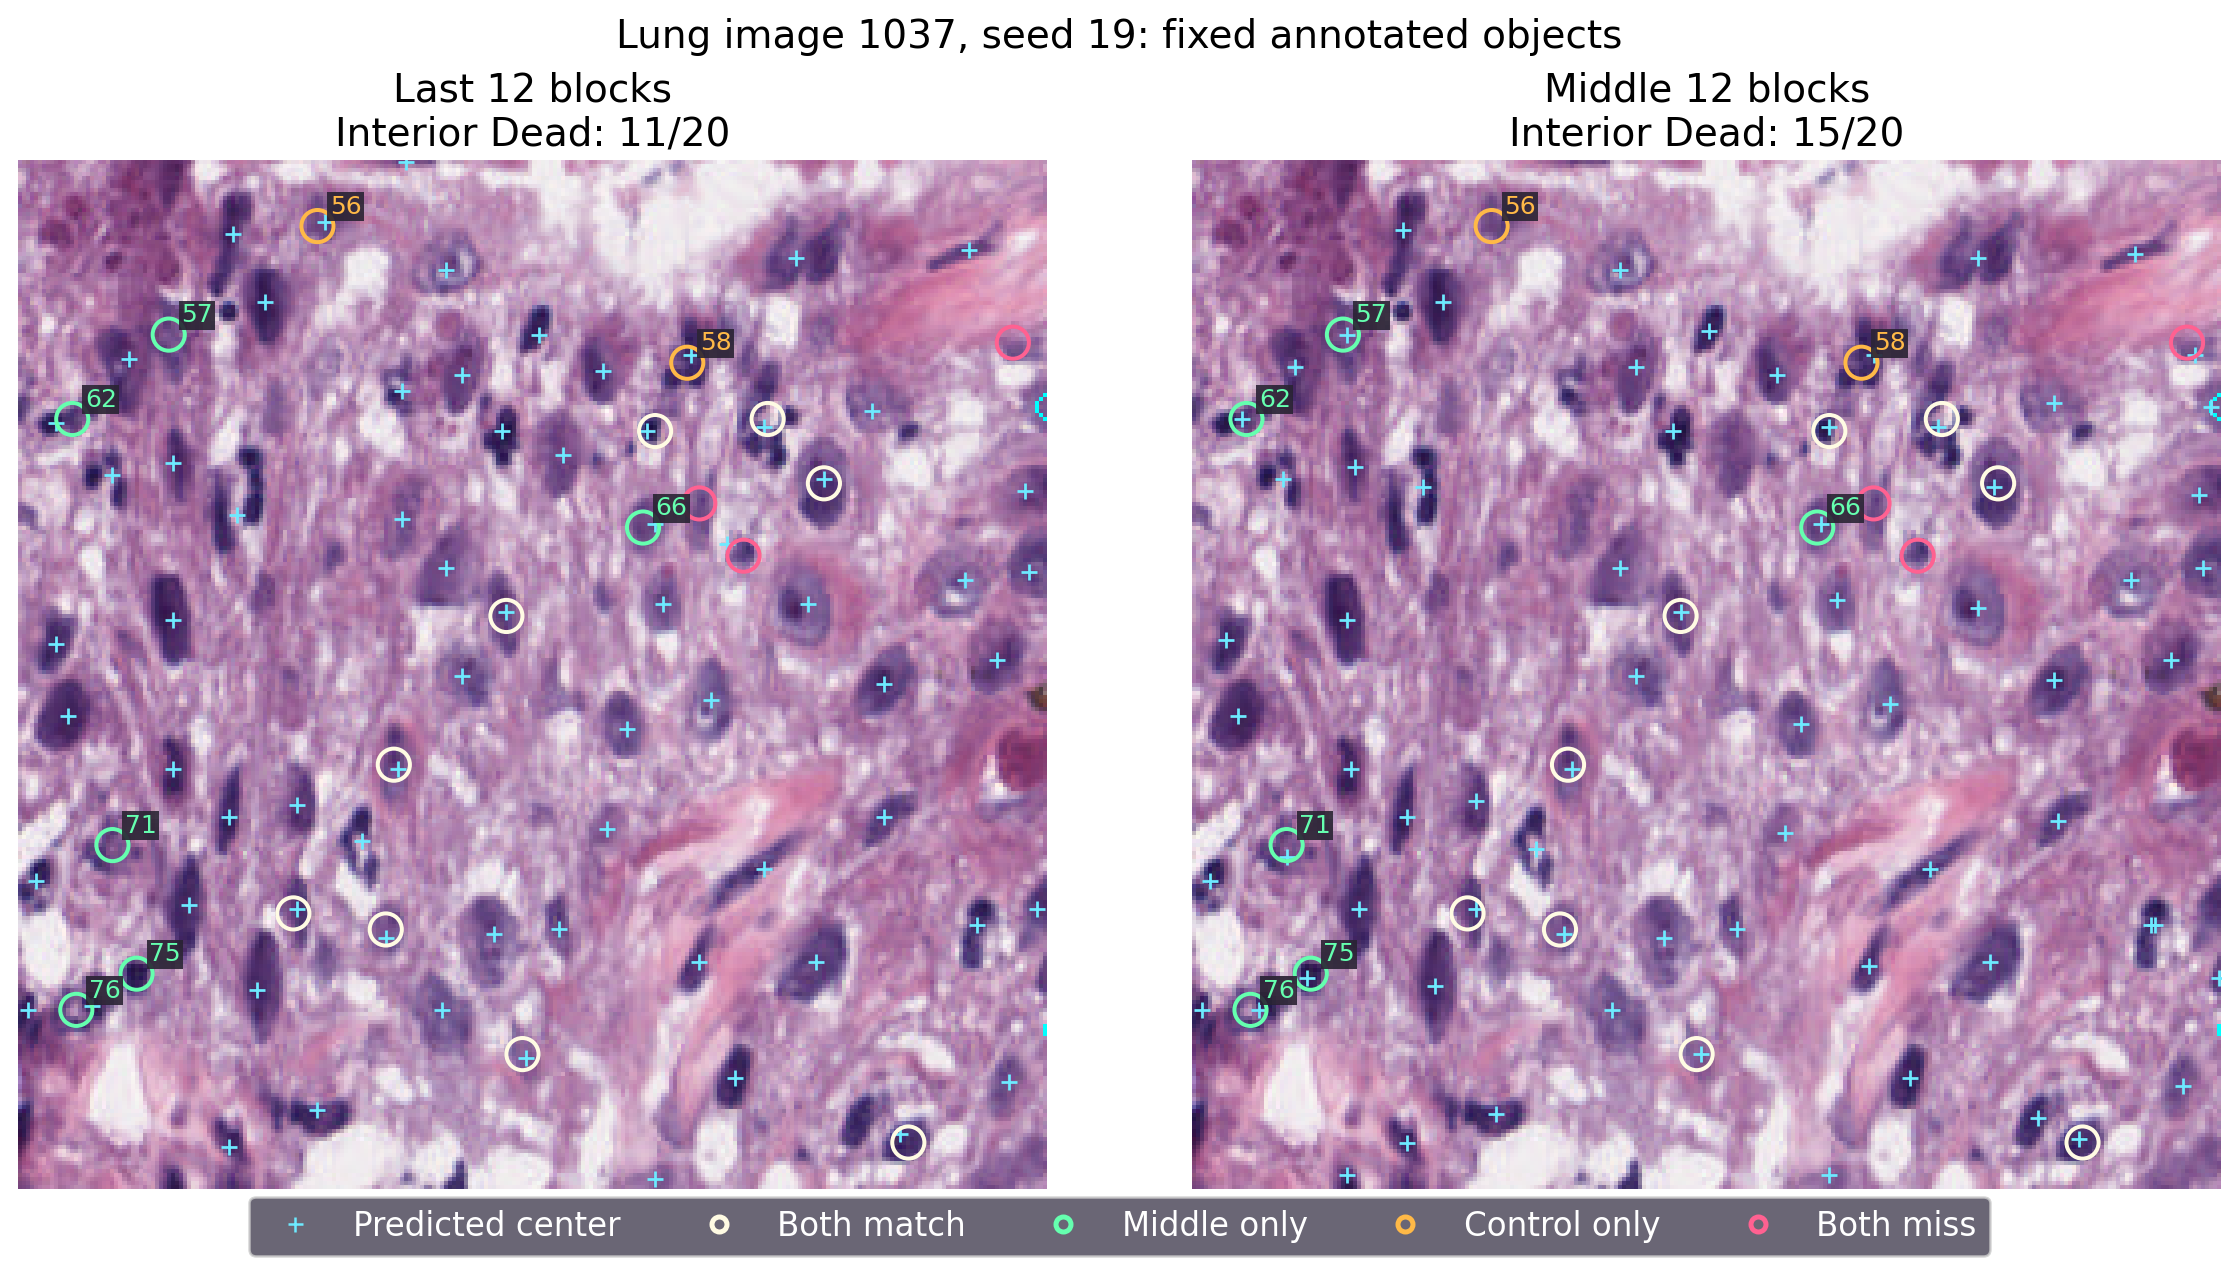 Lung image 1037, seed 19: fixed annotated objects
Last 12 blocks
Interior Dead: 11/20
Middle 12 blocks
Interior Dead: 15/20
56
57
58
62
66
71
75
76
56
57
58
62
66
71
75
76
Predicted center
Both match
Middle only
Control only
Both miss